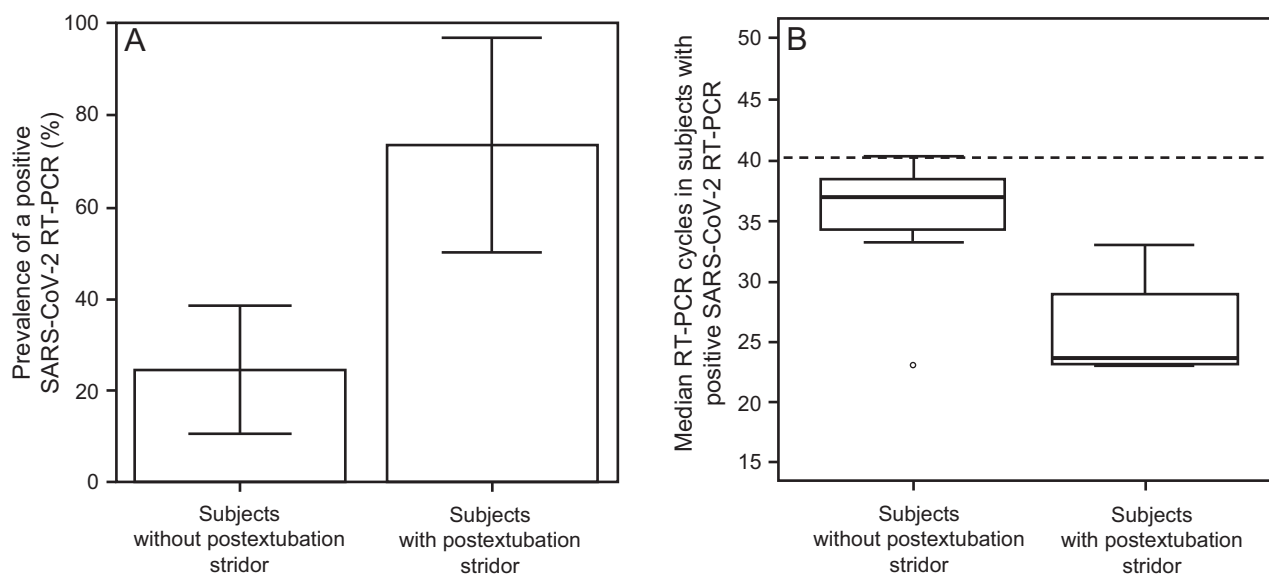 A
Prevalence of a positive
SARS-CoV-2 RT-PCR (%)
100
80
60
40
20
0
Subjects
without postextubation
stridor
Subjects
with postextubation
stridor
B
Median RT-PCR cycles in subjects with
positive SARS-CoV-2 RT-PCR
50
45
40
35
30
25
20
15
Subjects
without postextubation
stridor
Subjects
with postextubation
stridor